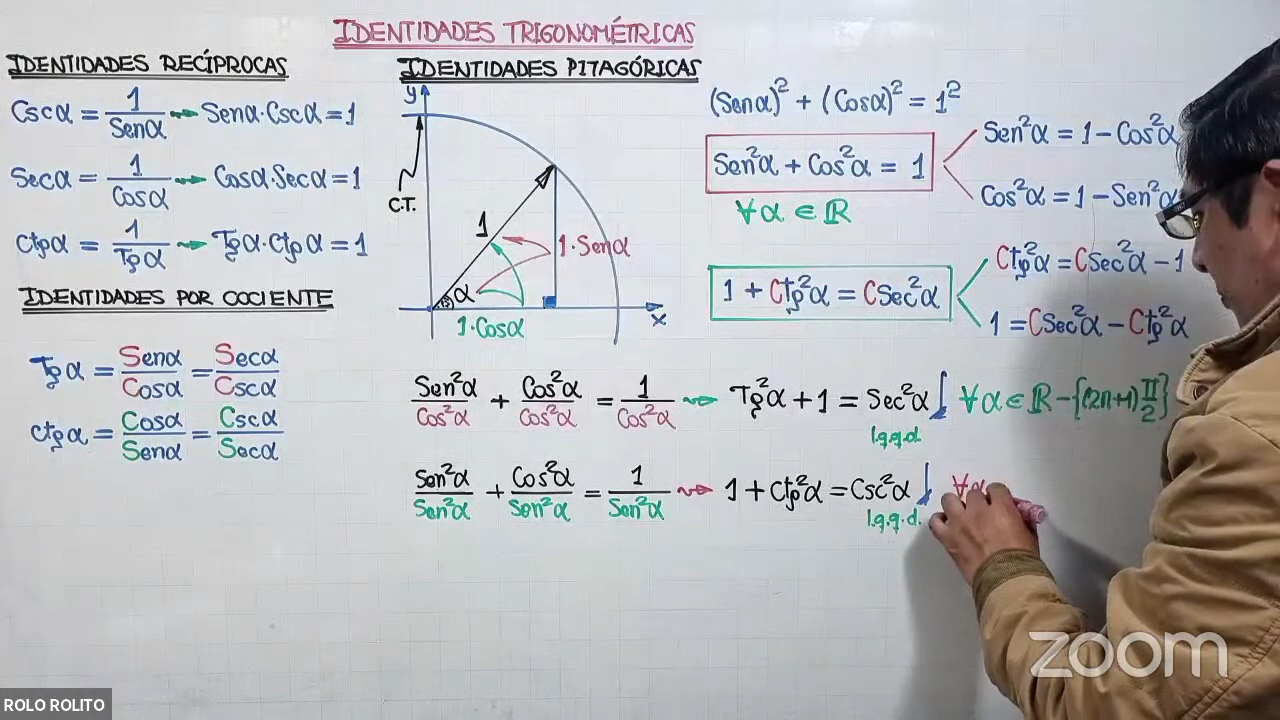 IDENTIDADES TRIGONOMÉTRICAS
IDENTIDADES RECÍPROCAS
Cscα = 1/Senα → Senα·Cscα = 1
Secα = 1/Cosα → Cosα·Secα = 1
Ctgα = 1/Tgα → Tgα·Ctgα = 1
IDENTIDADES POR COCIENTE
Tgα = Senα/Cosα = Secα/Cscα
Ctgα = Cosα/Senα = Cscα/Secα
IDENTIDADES PITAGÓRICAS
y
C.T.
1
1·Senα
α
1·Cosα
x
(Senα)² + (Cosα)² = 1²
Sen²α + Cos²α = 1
∀α ∈ ℝ
Sen²α = 1 - Cos²α
Cos²α = 1 - Sen²α
1 + Ctg²α = CSec²α
Ctg²α = CSec²α - 1
1 = CSec²α - Ctg²α
Sen²α/Cos²α + Cos²α/Cos²α = 1/Cos²α → Tg²α + 1 = Sec²α ∀α ∈ ℝ - {(2n+1)π/2}
l.q.q.d.
Sen²α/Sen²α + Cos²α/Sen²α = 1/Sen²α → 1 + Ctg²α = Csc²α ∀α
l.q.q.d.
zoom
ROLO ROLITO